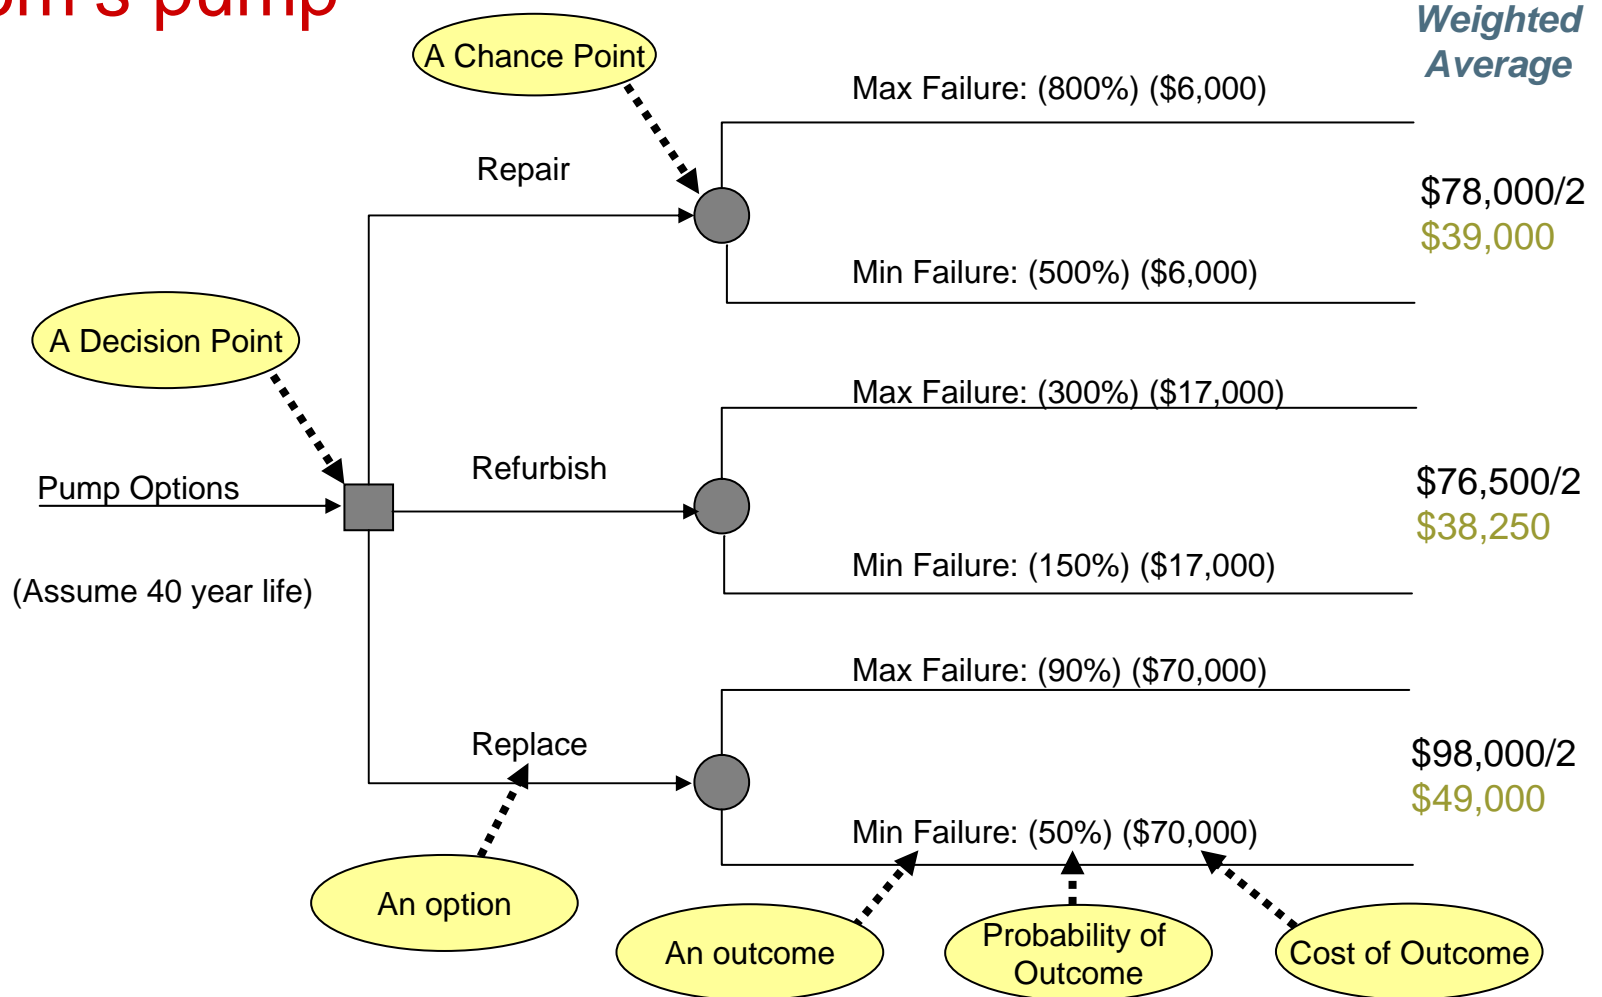 pump
Weighted
Average
A Chance Point
Max Failure: (800%) ($6,000)
Repair
$78,000/2
$39,000
Min Failure: (500%) ($6,000)
A Decision Point
Max Failure: (300%) ($17,000)
Refurbish
Pump Options
$76,500/2
$38,250
Min Failure: (150%) ($17,000)
(Assume 40 year life)
Max Failure: (90%) ($70,000)
Replace
$98,000/2
$49,000
Min Failure: (50%) ($70,000)
An option
An outcome
Probability of
Outcome
Cost of Outcome